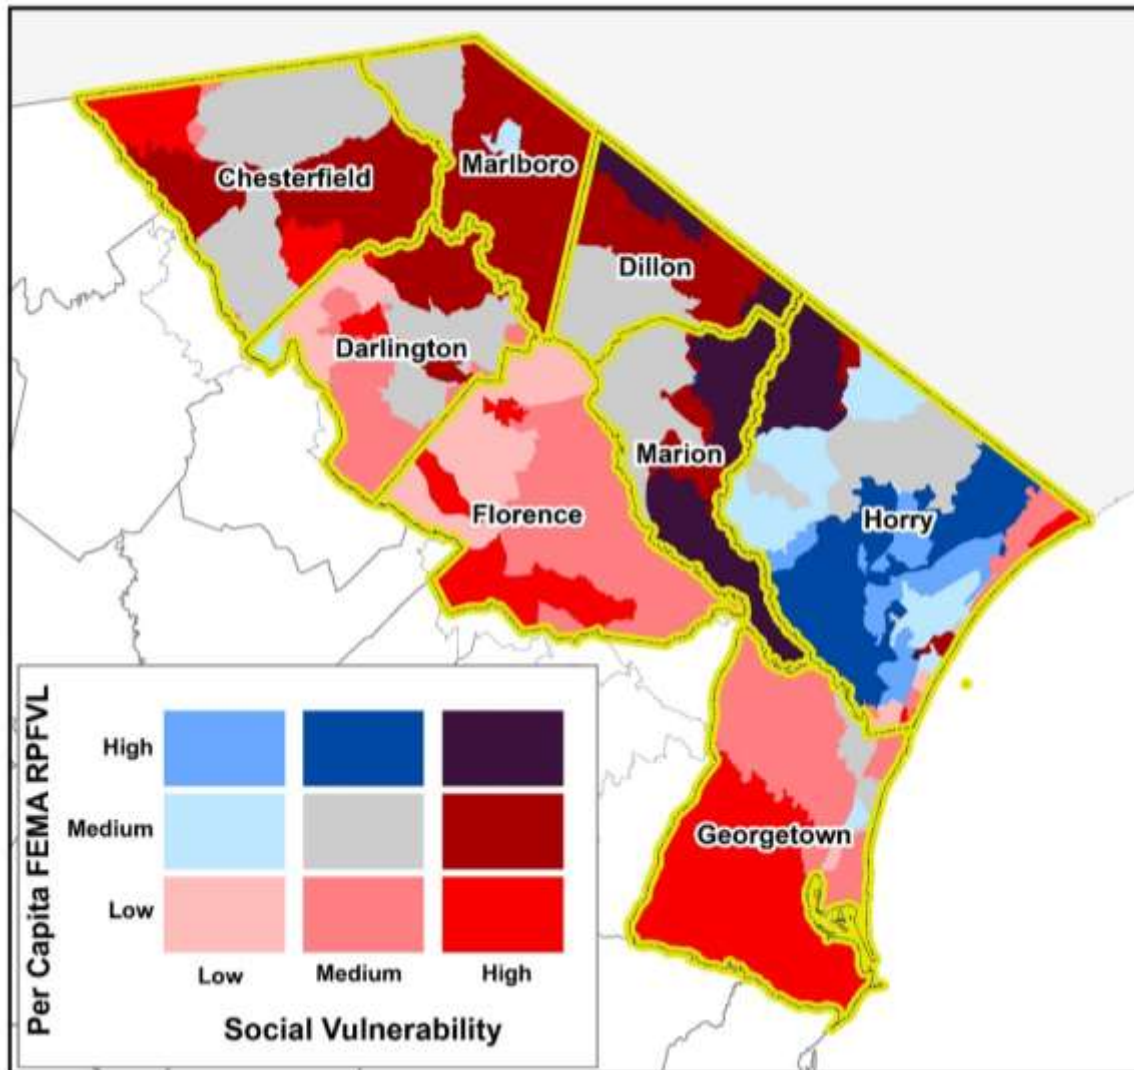 Marlboro
Chesterfield
Dillon
Darlington
Marion
Florence
Horry
Georgetown
Per Capita FEMA RPFVL
High
Medium
Low
Low Medium High
Social Vulnerability